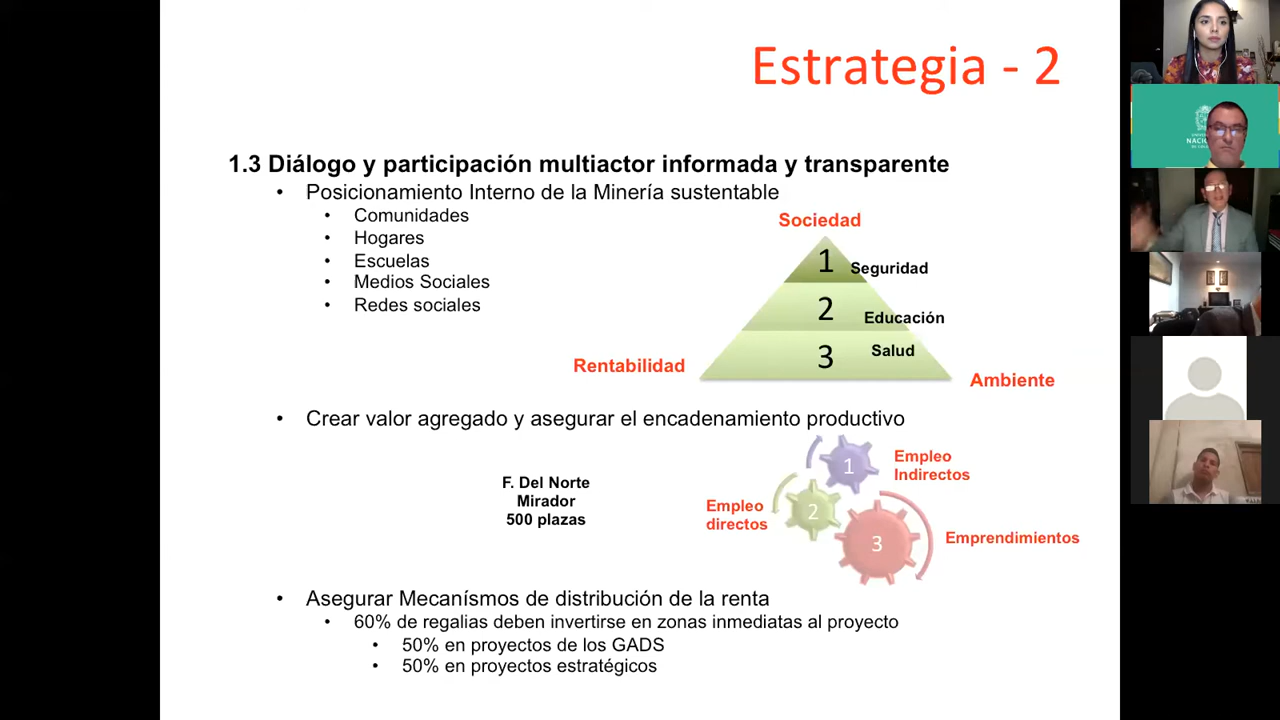 Estrategia - 2
1.3 Diálogo y participación multiactor informada y transparente
• Posicionamiento Interno de la Minería sustentable
• Comunidades
• Hogares
• Escuelas
• Medios Sociales
• Redes sociales
Sociedad
1 Seguridad
2 Educación
3 Salud
Rentabilidad
Ambiente
• Crear valor agregado y asegurar el encadenamiento productivo
F. Del Norte
Mirador
500 plazas
1
Empleo
Indirectos
2
Empleo
directos
3
Emprendimientos
• Asegurar Mecanísmos de distribución de la renta
• 60% de regalias deben invertirse en zonas inmediatas al proyecto
• 50% en proyectos de los GADS
• 50% en proyectos estratégicos